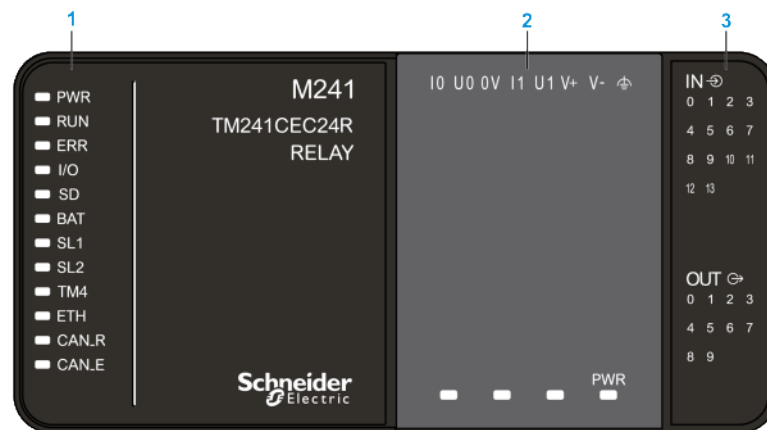 1
2
3
PWR
RUN
ERR
I/O
SD
BAT
SL1
SL2
TM4
ETH
CAN_R
CAN_E
M241
TM241CEC24R
RELAY
Schneider
Electric
I0 U0 0V I1 U1 V+ V-
PWR
IN
0 1 2 3
4 5 6 7
8 9 10 11
12 13
OUT
0 1 2 3
4 5 6 7
8 9